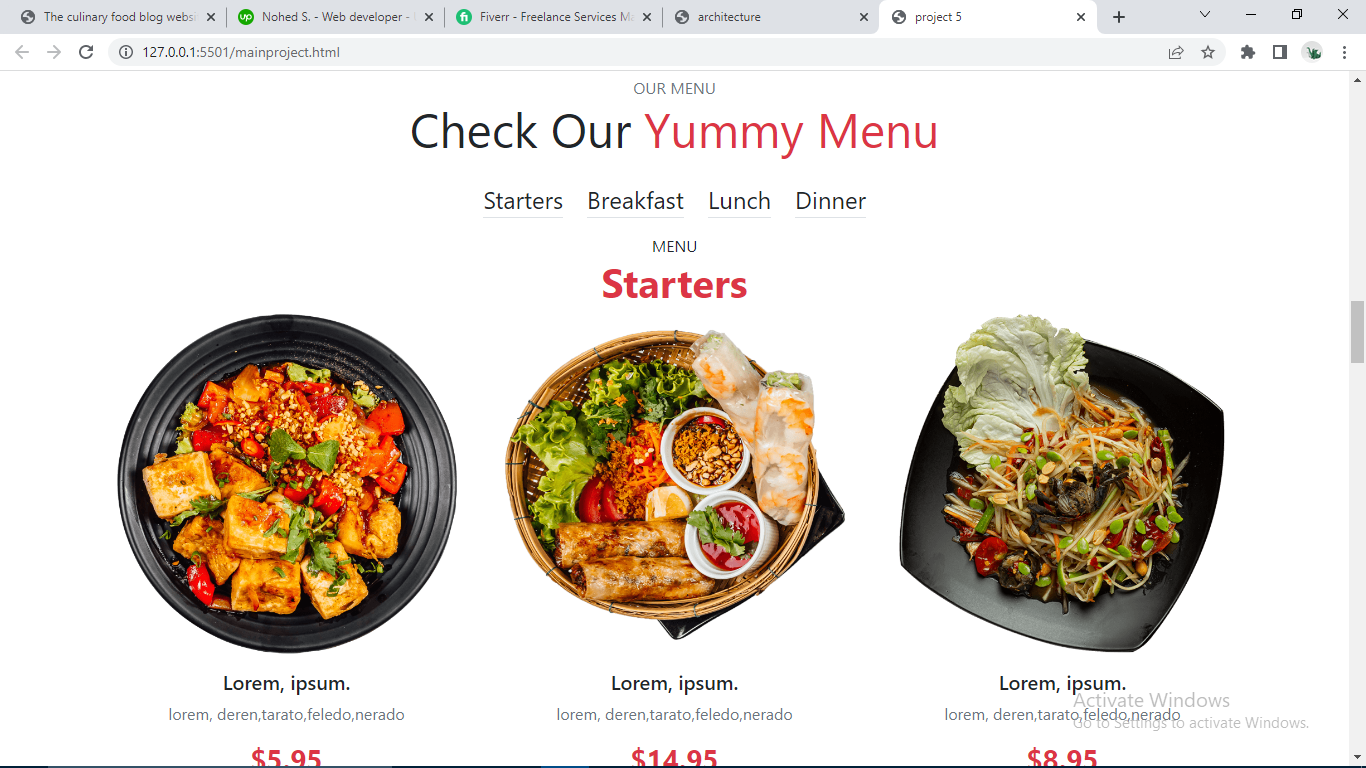 The culinary food blog websi
Nohed S. - Web developer -
Fiverr - Freelance Services Ma
architecture
project 5
127.0.0.1:5501/mainproject.html
OUR MENU
Check Our Yummy Menu
Starters Breakfast Lunch Dinner
MENU
Starters
Lorem, ipsum. Lorem, ipsum. Lorem, ipsum.
lorem, deren,tarato,feledo,nerado lorem, deren,tarato,feledo,nerado lorem, deren,tarato,feledo,nerado
$5.95 $14.95 $8.95
Activate Windows
Go to Settings to activate Windows.